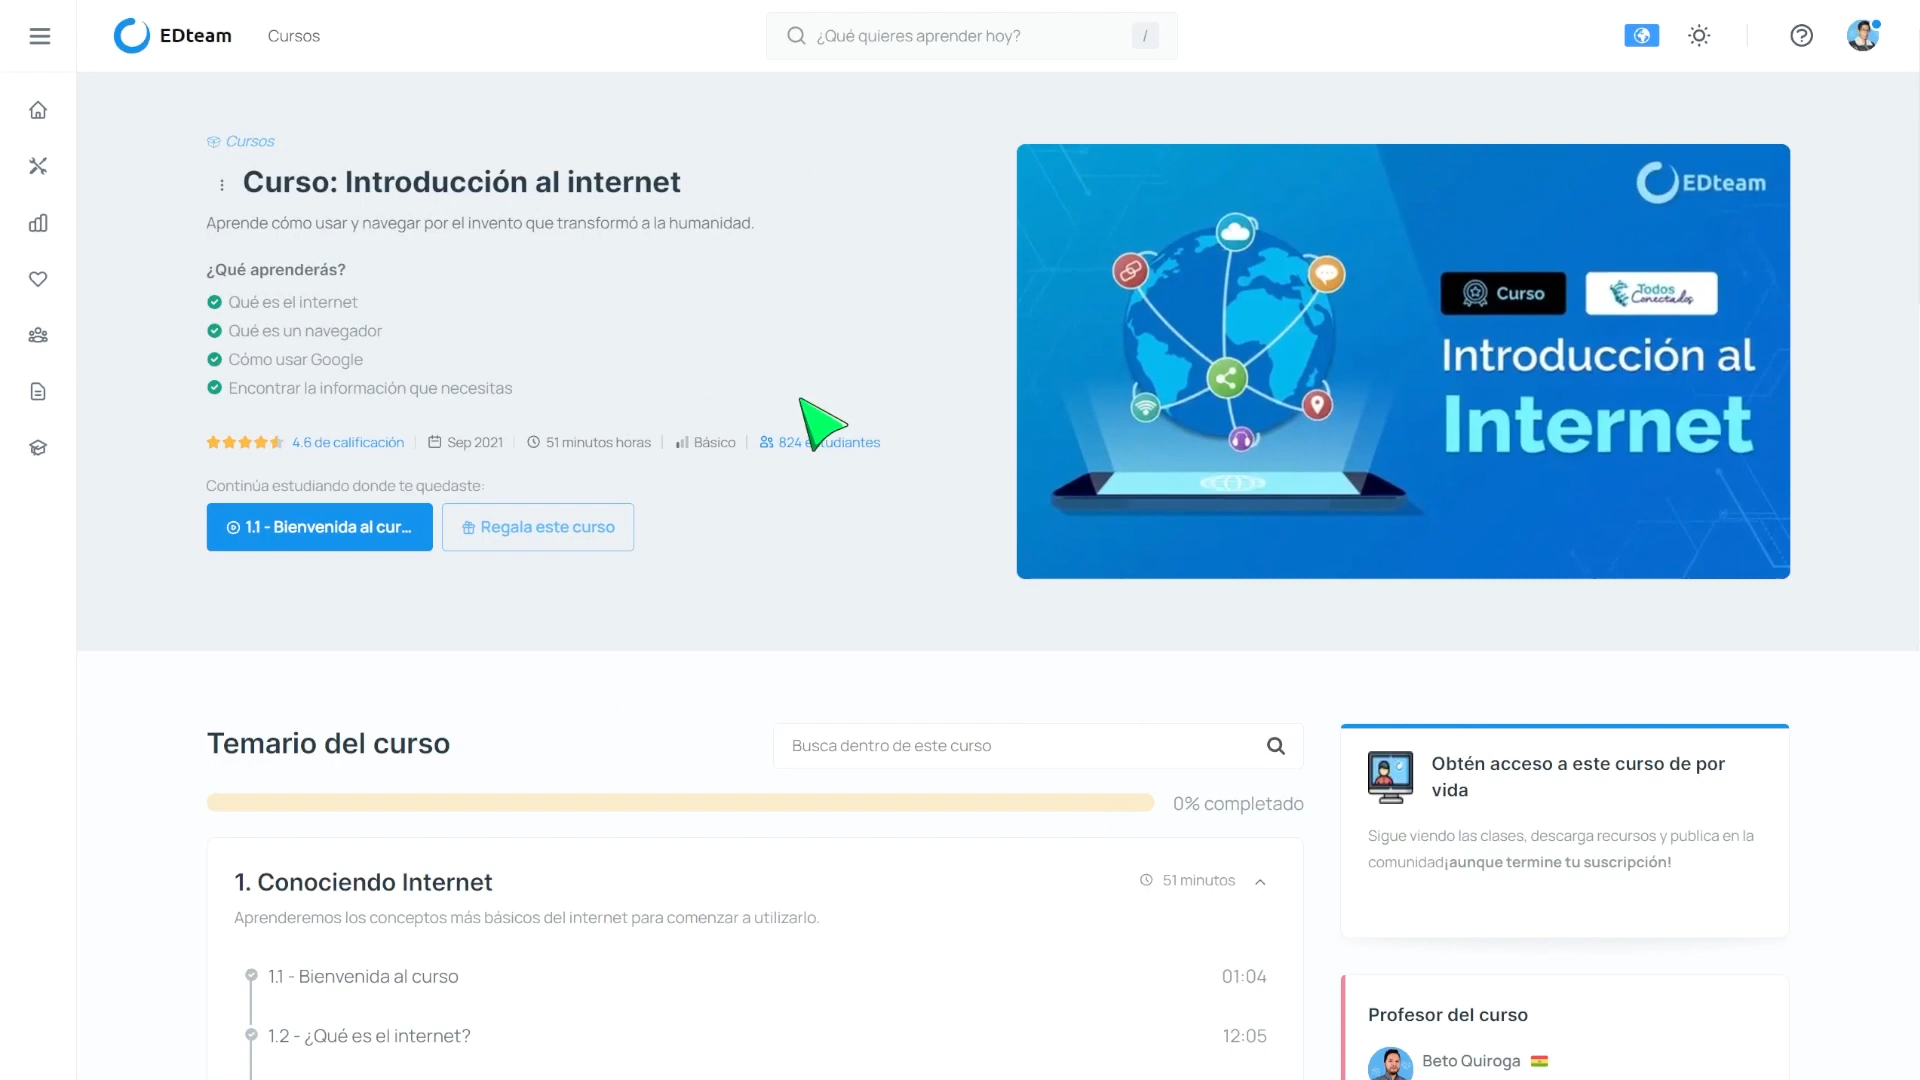 EDteam
Cursos
¿Qué quieres aprender hoy?
/
Cursos
Curso: Introducción al internet
Aprende cómo usar y navegar por el invento que transformó a la humanidad.
¿Qué aprenderás?
Qué es el internet
Qué es un navegador
Cómo usar Google
Encontrar la información que necesitas
4.6 de calificación
Sep 2021
51 minutos horas
Básico
824 estudiantes
Continúa estudiando donde te quedaste:
1.1 - Bienvenida al cur...
Regala este curso
EDteam
Curso
Todos Conectados
Introducción al
Internet
Temario del curso
Busca dentro de este curso
0% completado
1. Conociendo Internet
51 minutos
Aprenderemos los conceptos más básicos del internet para comenzar a utilizarlo.
1.1 - Bienvenida al curso
01:04
1.2 - ¿Qué es el internet?
12:05
Obtén acceso a este curso de por
vida
Sigue viendo las clases, descarga recursos y publica en la
comunidad¡aunque termine tu suscripción!
Profesor del curso
Beto Quiroga